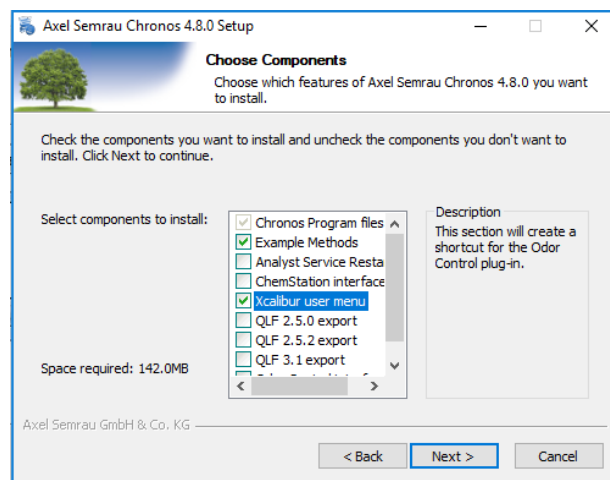 Axel Semrau Chronos 4.8.0 Setup
Choose Components
Choose which features of Axel Semrau Chronos 4.8.0 you want
to install.
Check the components you want to install and uncheck the components you don't want to
install. Click Next to continue.
Select components to install:
Chronos Program files
Example Methods
Analyst Service Resta
ChemStation interface
Xcalibur user menu
QLF 2.5.0 export
QLF 2.5.2 export
QLF 3.1 export
Description
This section will create a
shortcut for the Odor
Control plug-in.
Space required: 142.0MB
Axel Semrau GmbH & Co. KG
< Back
Next >
Cancel